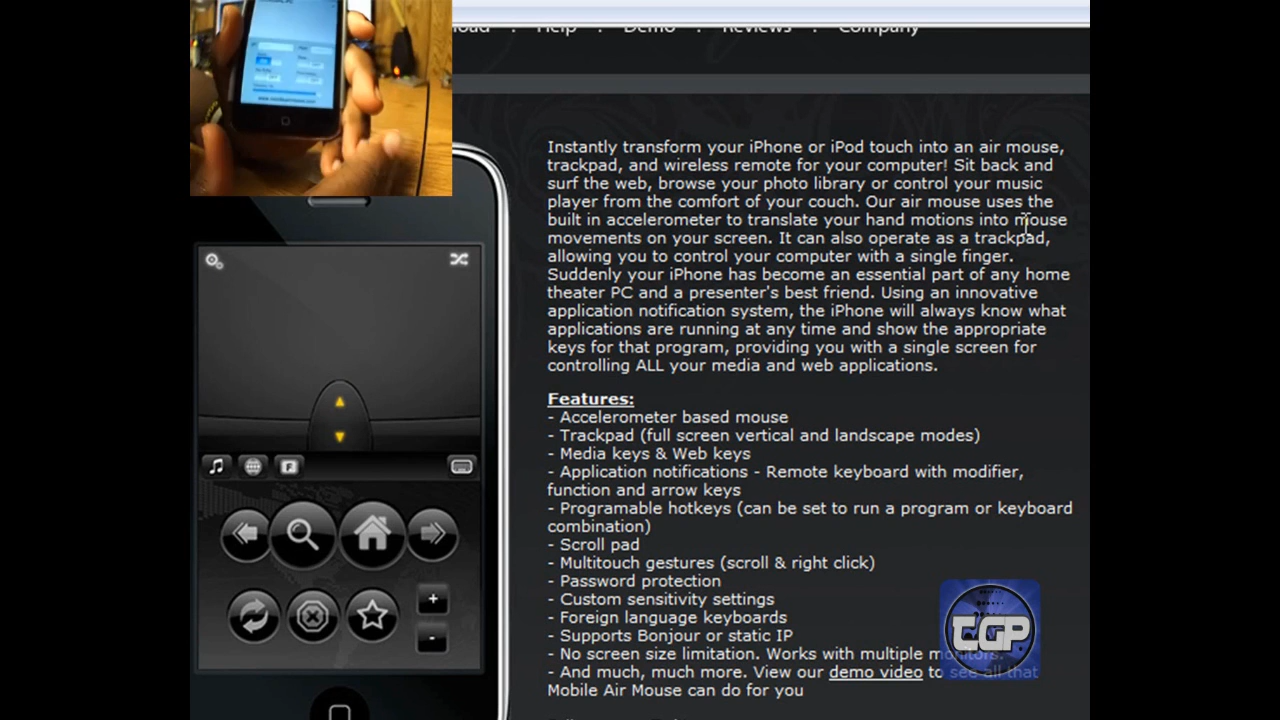 Help . Demo . Reviews . Company
Instantly transform your iPhone or iPod touch into an air mouse,
trackpad, and wireless remote for your computer! Sit back and
surf the web, browse your photo library or control your music
player from the comfort of your couch. Our air mouse uses the
built in accelerometer to translate your hand motions into mouse
movements on your screen. It can also operate as a trackpad,
allowing you to control your computer with a single finger.
Suddenly your iPhone has become an essential part of any home
theater PC and a presenter's best friend. Using an innovative
application notification system, the iPhone will always know what
applications are running at any time and show the appropriate
keys for that program, providing you with a single screen for
controlling ALL your media and web applications.
Features:
- Accelerometer based mouse
- Trackpad (full screen vertical and landscape modes)
- Media keys & Web keys
- Application notifications - Remote keyboard with modifier,
function and arrow keys
- Programable hotkeys (can be set to run a program or keyboard
combination)
- Scroll pad
- Multitouch gestures (scroll & right click)
- Password protection
- Custom sensitivity settings
- Foreign language keyboards
- Supports Bonjour or static IP
- No screen size limitation. Works with multiple monitors.
- And much, much more. View our demo video to see all that
Mobile Air Mouse can do for you
F
+
-
TGP